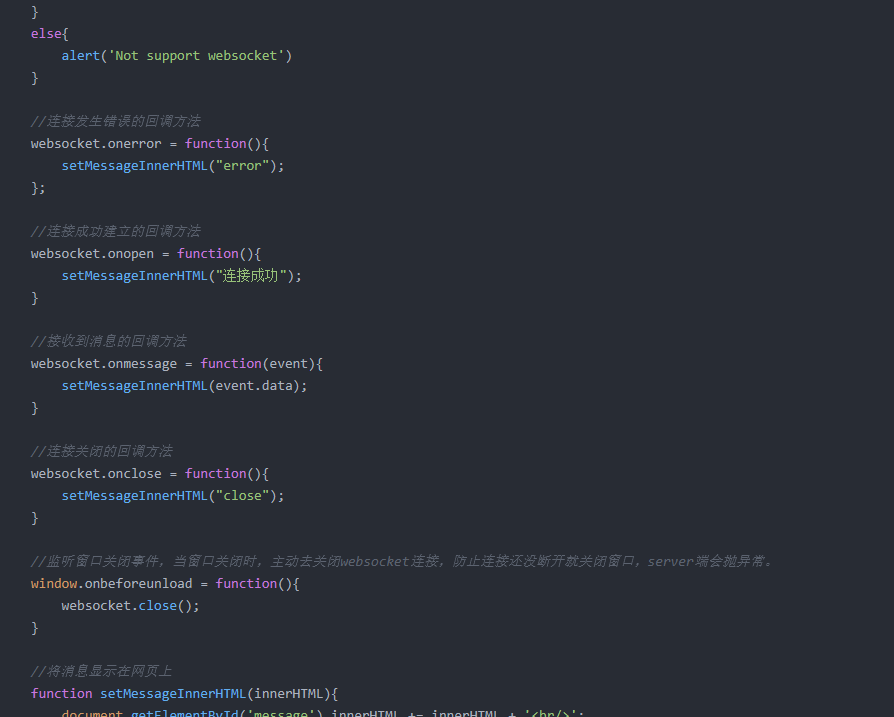 }
else{
    alert('Not support websocket')
}
//连接发生错误的回调方法
websocket.onerror = function(){
    setMessageInnerHTML("error");
};
//连接成功建立的回调方法
websocket.onopen = function(){
    setMessageInnerHTML("连接成功");
}
//接收到消息的回调方法
websocket.onmessage = function(event){
    setMessageInnerHTML(event.data);
}
//连接关闭的回调方法
websocket.onclose = function(){
    setMessageInnerHTML("close");
}
//监听窗口关闭事件，当窗口关闭时，主动去关闭websocket连接，防止连接还没断开就关闭窗口，server端会抛异常。
window.onbeforeunload = function(){
    websocket.close();
}
//将消息显示在网页上
function setMessageInnerHTML(innerHTML){
    document.getElementById('message').innerHTML += innerHTML + '<br/>';